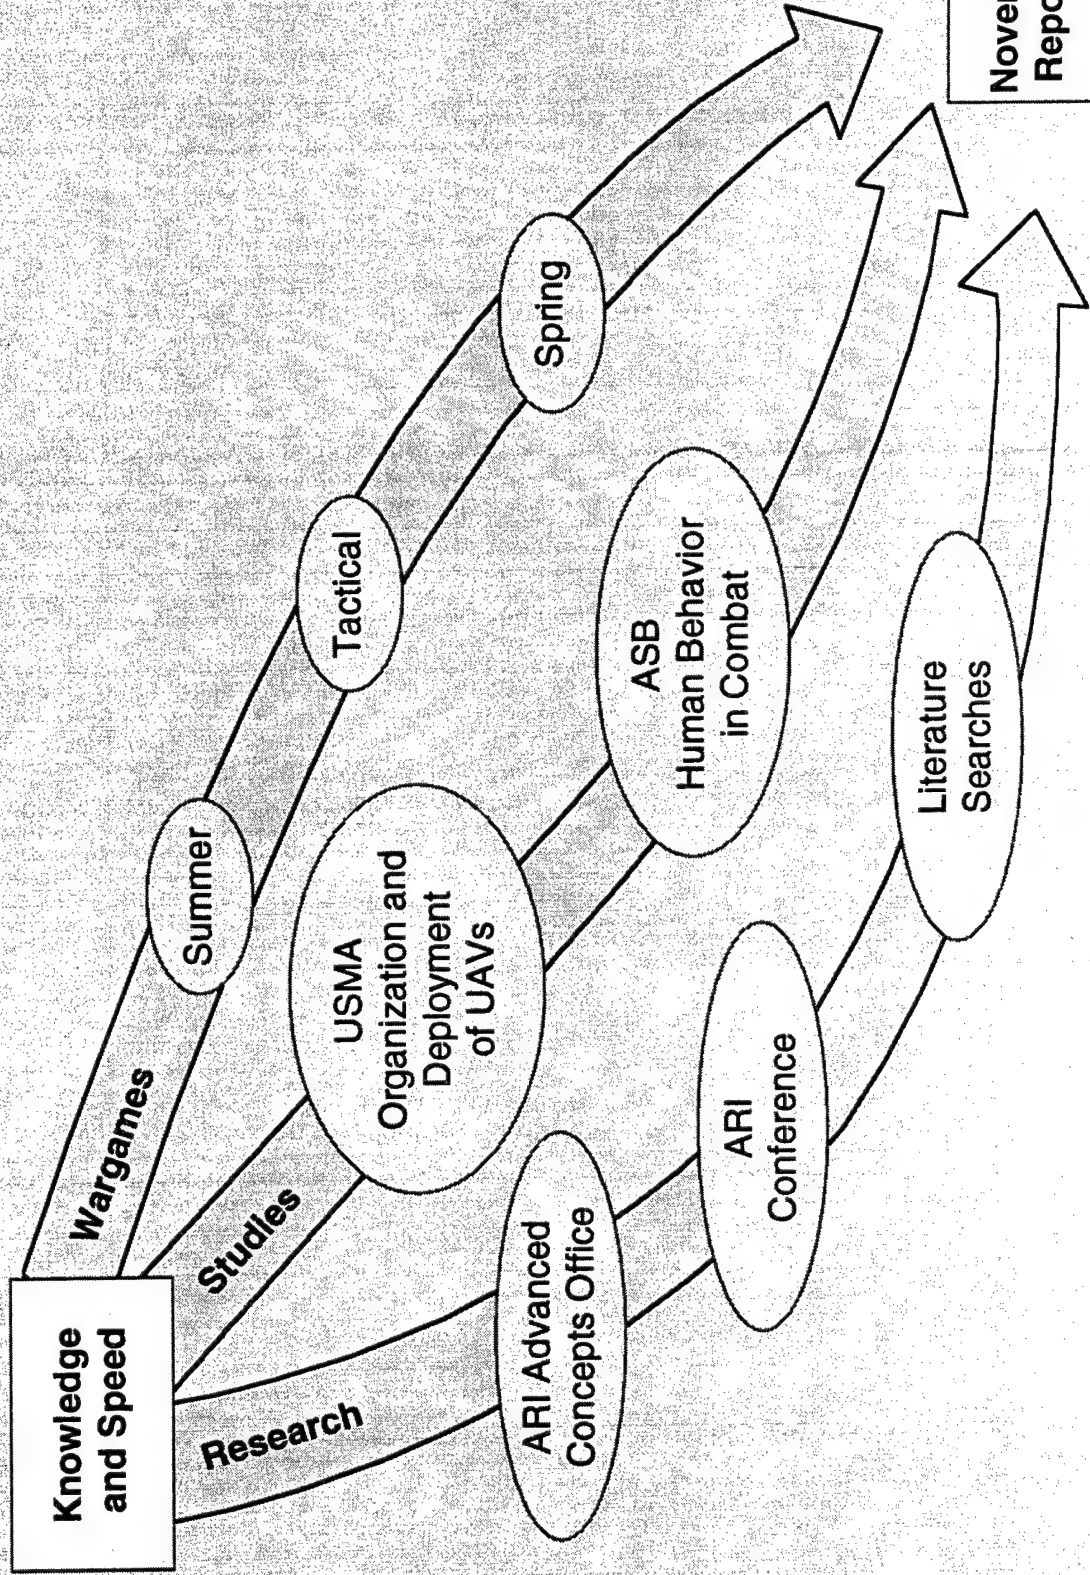 Knowledge
and Speed
Wargames
Summer
Tactical
Spring
Studies
USMA
Organization and
Deployment
of UAVs
ASB
Human Behavior
in Combat
Research
ARI Advanced
Concepts Office
ARI
Conference
Literature
Searches